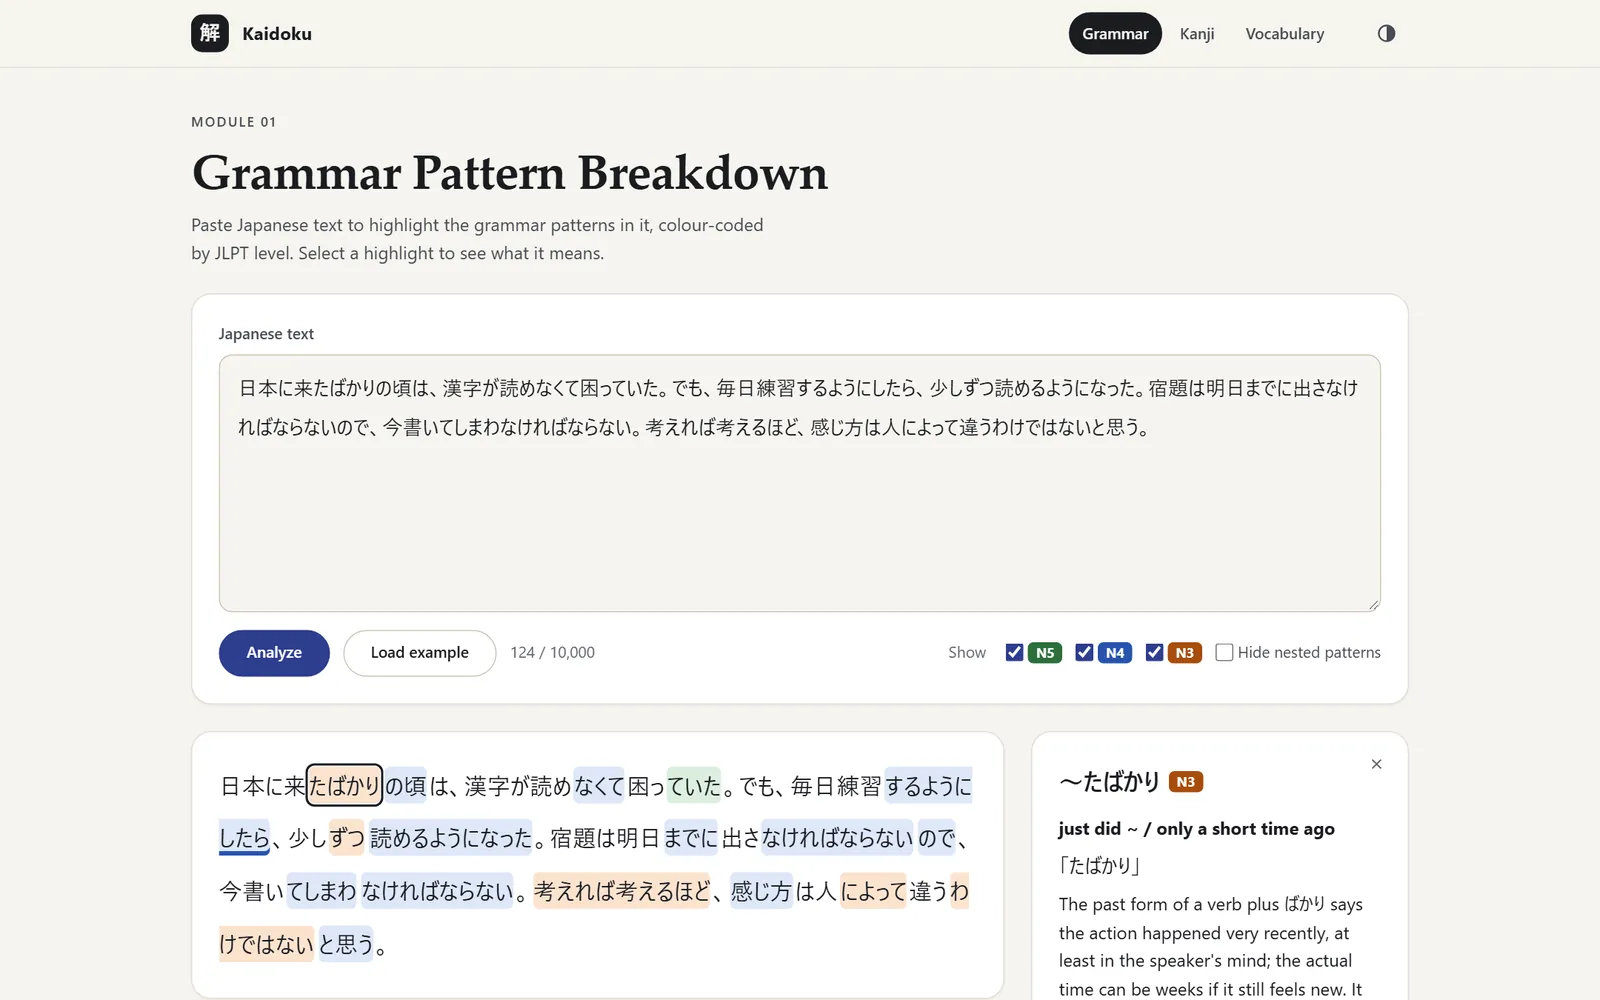 解 Kaidoku
Grammar Kanji Vocabulary
MODULE 01
Grammar Pattern Breakdown
Paste Japanese text to highlight the grammar patterns in it, colour-coded
by JLPT level. Select a highlight to see what it means.
Japanese text
日本に来たばかりの頃は、漢字が読めなくて困っていた。でも、毎日練習するようにしたら、少しずつ読めるようになった。宿題は明日までに出さなけ
ればならないので、今書いてしまわなければならない。考えれば考えるほど、感じ方は人によって違うわけではないと思う。
Analyze Load example 124 / 10,000 Show N5 N4 N3 Hide nested patterns
日本に来たばかりの頃は、漢字が読めなくて困っていた。でも、毎日練習するように
したら、少しずつ読めるようになった。宿題は明日までに出さなければならないので、
今書いてしまわなければならない。考えれば考えるほど、感じ方は人によって違うわ
けではないと思う。
〜たばかり N3
just did ~ / only a short time ago
「たばかり」
The past form of a verb plus ばかり says
the action happened very recently, at
least in the speaker's mind; the actual
time can be weeks if it still feels new. It